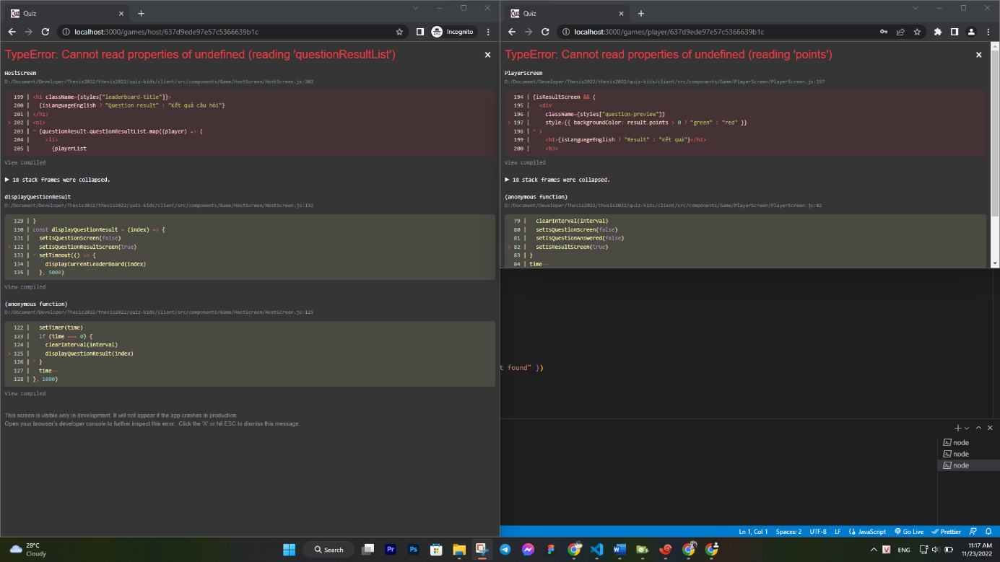 Quiz
localhost:3000/games/host/637d9ede97e57c5366639b1c
Incognito
TypeError: Cannot read properties of undefined (reading 'questionResultList')
HostScreen
D:/Document/Developer/Thesis2022/thesis2022/quiz-kids/client/src/components/Game/HostScreen/HostScreen.js:202
199 | <h1 className={styles["leaderboard-title"]}>
200 | {isLanguageEnglish ? "Question result" : "Kết quả câu hỏi"}
201 | </h1>
> 202 | <ol>
203 | ^ {questionResult.questionResultList.map((player) => (
204 | <li>
205 | {playerList
View compiled
▶ 18 stack frames were collapsed.
displayQuestionResult
D:/Document/Developer/Thesis2022/thesis2022/quiz-kids/client/src/components/Game/HostScreen/HostScreen.js:132
129 | }
130 | const displayQuestionResult = (index) => {
131 | setIsQuestionScreen(false)
> 132 | setIsQuestionResultScreen(true)
133 | ^ setTimeout(() => {
134 | displayCurrentLeaderBoard(index)
135 | }, 5000)
View compiled
(anonymous function)
D:/Document/Developer/Thesis2022/thesis2022/quiz-kids/client/src/components/Game/HostScreen/HostScreen.js:125
122 | setTimer(time)
123 | if (time === 0) {
124 | clearInterval(interval)
> 125 | displayQuestionResult(index)
126 | ^ }
127 | time--
128 | }, 1000)
View compiled
This screen is visible only in development. It will not appear if the app crashes in production.
Open your browser's developer console to further inspect this error. Click the 'X' or hit ESC to dismiss this message.
Quiz
localhost:3000/games/player/637d9ede97e57c5366639b1c
TypeError: Cannot read properties of undefined (reading 'points')
PlayerScreen
D:/Document/Developer/Thesis2022/thesis2022/quiz-kids/client/src/components/Game/PlayerScreen/PlayerScreen.js:197
194 | {isResultScreen && (
195 | <div
196 | className={styles["question-preview"]}
> 197 | style={{ backgroundColor: result.points > 0 ? "green" : "red" }}
198 | ^ >
199 | <h1>{isLanguageEnglish ? "Result" : "Kết quả"}</h1>
200 | <h3>
View compiled
▶ 18 stack frames were collapsed.
(anonymous function)
D:/Document/Developer/Thesis2022/thesis2022/quiz-kids/client/src/components/Game/PlayerScreen/PlayerScreen.js:82
79 | clearInterval(interval)
80 | setIsQuestionScreen(false)
81 | setIsQuestionAnswered(false)
> 82 | setIsResultScreen(true)
83 | }
84 | time--
t found" })
node
node
node
Ln 1, Col 1 Spaces: 2 UTF-8 LF JavaScript Go Live Prettier
29°C
Cloudy
Search
Pr
Ps
V
ENG
11:17 AM
11/23/2022